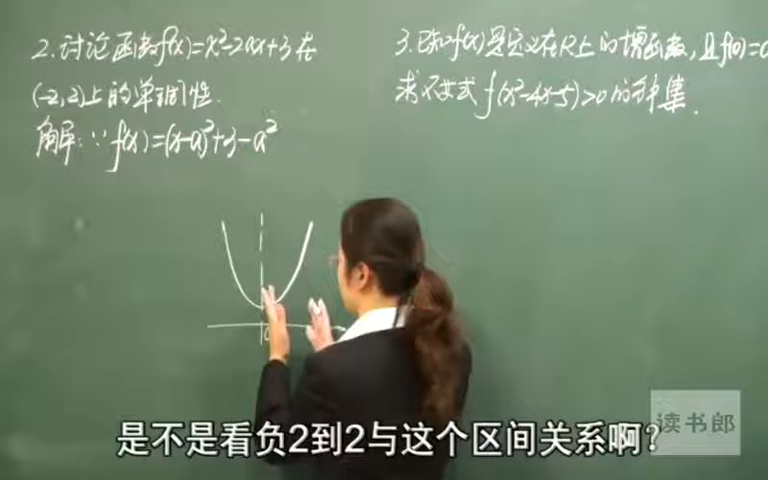 2.讨论函数f(x)=x²-2ax+3在
(-2,2)上的单调性.
解:∵f(x)=(x-a)²+3-a²
3.已知f(x)是定义在R上的增函数,且f(0)=0
求不等式f(x²-4x-5)>0的解集.
是不是看负2到2与这个区间关系啊?
读书郎